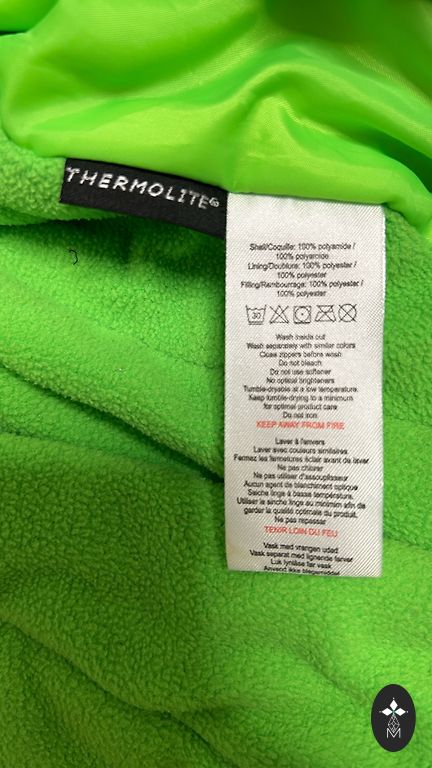 THERMOLITE®
Shell/Coquille: 100% polyamide /
100% polyamide
Lining/Doublure: 100% polyester /
100% polyester
Filling/Rembourrage: 100% polyester /
100% polyester
30
Wash inside out
Wash separately with similar colors
Close zippers before wash
Do not bleach
Do not use softener
No optical brighteners
Tumble-dryable at a low temperature.
Keep tumble-drying to a minimum
for optimal product care
Do not iron
KEEP AWAY FROM FIRE
Laver à l'envers
Laver avec couleurs similaires
Fermez les fermetures éclair avant de laver
Ne pas chlorer
Ne pas utiliser d'assouplisseur
Aucun agent de blanchiment optique
Sèche linge à basse température.
Utiliser le sèche linge au minimim afin de
garder la qualité optimale du produit.
Ne pas repasser
TENIR LOIN DU FEU
Vask med vrangen udad
Vask separat med lignende farver
Luk lynlåse før vask
Anvend ikke blegemiddel
M